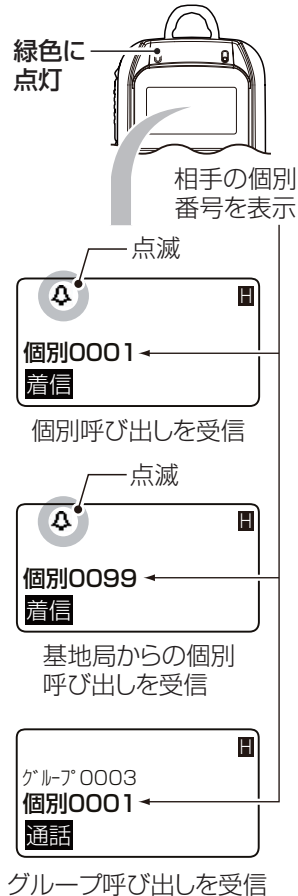 緑色に
点灯
相手の個別
番号を表示
点滅
H
個別0001
着信
個別呼び出しを受信
点滅
H
個別0099
着信
基地局からの個別
呼び出しを受信
H
ｸﾞﾙｰﾌﾟ0003
個別0001
通話
グループ呼び出しを受信